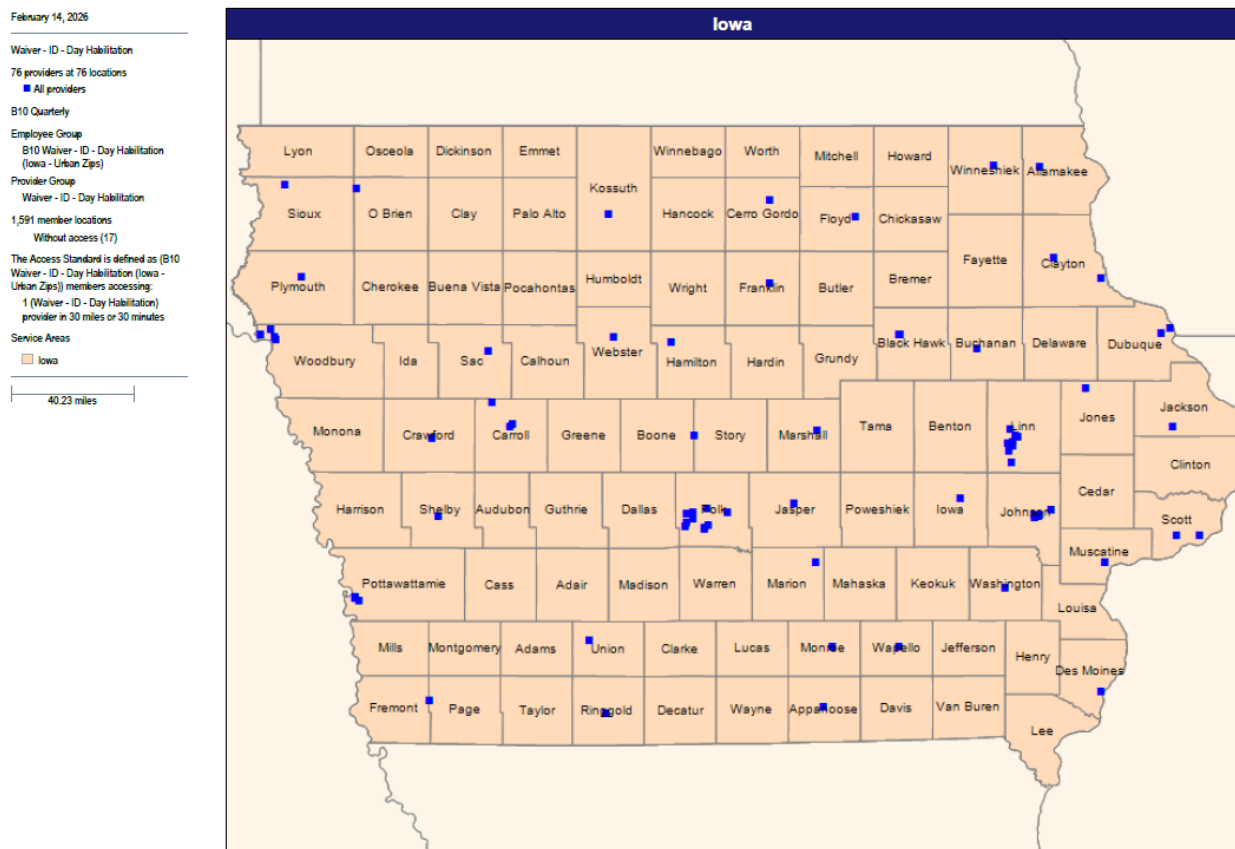 February 14, 2026
Waiver - ID - Day Habilitation
76 providers at 76 locations
All providers
B10 Quarterly
Employee Group
B10 Waiver - ID - Day Habilitation
(Iowa - Urban Zips)
Provider Group
Waiver - ID - Day Habilitation
1,591 member locations
Without access (17)
The Access Standard is defined as (B10
Waiver - ID - Day Habilitation (Iowa -
Urban Zips)) members accessing:
1 (Waiver - ID - Day Habilitation)
provider in 30 miles or 30 minutes
Service Areas
Iowa
40.23 miles
Iowa
Lyon Osceola Dickinson Emmet Winnebago Worth Mitchell Howard Winneshiek Allamakee
Kossuth
Sioux O Brien Clay Palo Alto Hancock Cerro Gordo Floyd Chickasaw
Fayette Clayton
Plymouth Cherokee Buena Vista Pocahontas Humboldt Wright Franklin Butler Bremer
Woodbury Ida Sac Calhoun Webster Hamilton Hardin Grundy Black Hawk Buchanan Delaware Dubuque
Monona Crawford Carroll Greene Boone Story Marshall Tama Benton Linn Jones Jackson
Clinton
Harrison Shelby Audubon Guthrie Dallas Polk Jasper Poweshiek Iowa Johnson Cedar Scott
Muscatine
Pottawattamie Cass Adair Madison Warren Marion Mahaska Keokuk Washington
Louisa
Mills Montgomery Adams Union Clarke Lucas Monroe Wapello Jefferson Henry
Des Moines
Fremont Page Taylor Ringgold Decatur Wayne Appanoose Davis Van Buren
Lee